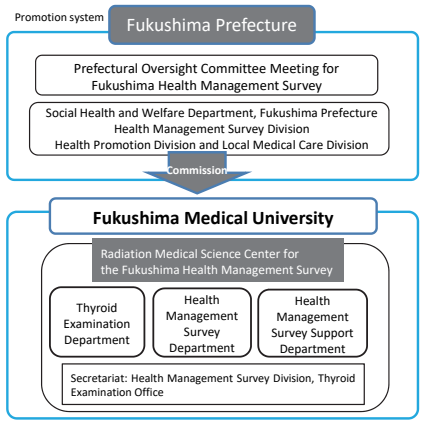 Promotion system
Fukushima Prefecture
Prefectural Oversight Committee Meeting for
Fukushima Health Management Survey
Social Health and Welfare Department, Fukushima Prefecture
Health Management Survey Division
Health Promotion Division and Local Medical Care Division
Commission
Fukushima Medical University
Radiation Medical Science Center for
the Fukushima Health Management Survey
Thyroid
Examination
Department
Health
Management
Survey
Department
Health
Management
Survey Support
Department
Secretariat: Health Management Survey Division, Thyroid
Examination Office